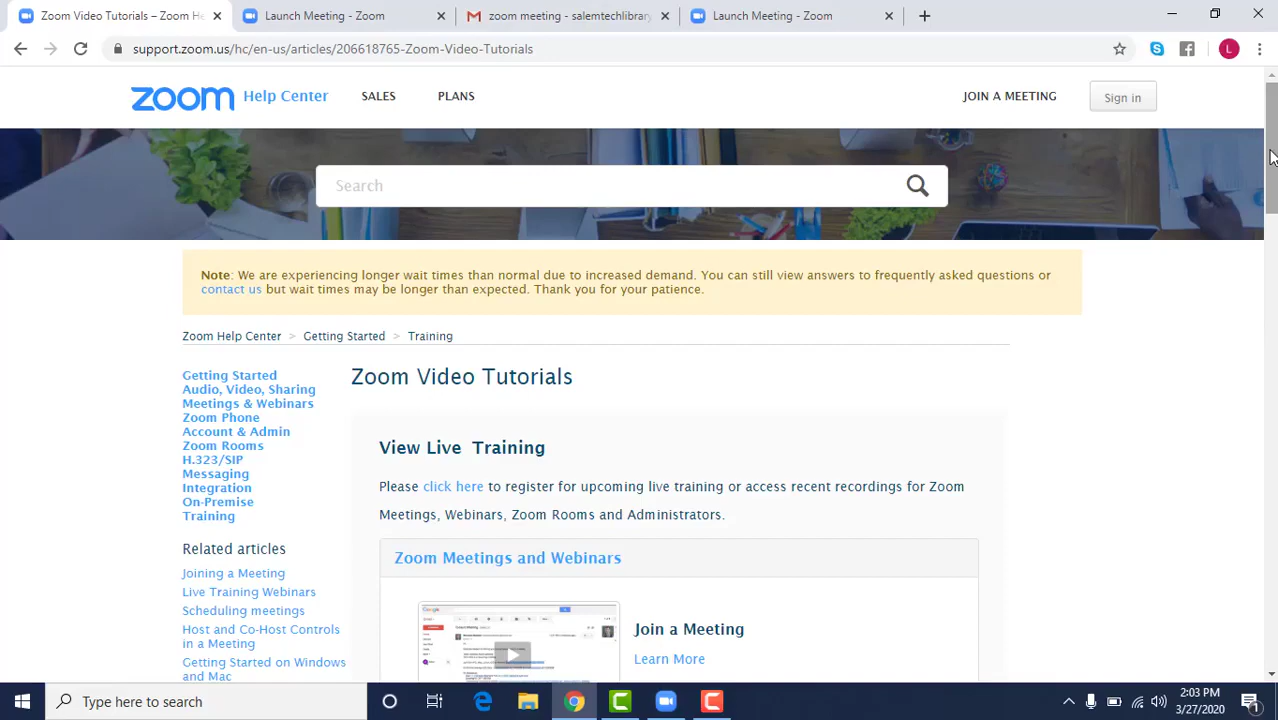 Zoom Video Tutorials – He
Launch Meeting - Zoom
zoom meeting - salemtechlibrary
Launch Meeting - Zoom
support.zoom.us/hc/en-us/articles/206618765-Zoom-Video-Tutorials
L
zoom Help Center SALES PLANS JOIN A MEETING Sign in
Search
Note: We are experiencing longer wait times than normal due to increased demand. You can still view answers to frequently asked questions or
contact us but wait times may be longer than expected. Thank you for your patience.
Zoom Help Center > Getting Started > Training
Getting Started
Audio, Video, Sharing
Meetings & Webinars
Zoom Phone
Account & Admin
Zoom Rooms
H.323/SIP
Messaging
Integration
On-Premise
Training
Related articles
Joining a Meeting
Live Training Webinars
Scheduling meetings
Host and Co-Host Controls
in a Meeting
Getting Started on Windows
and Mac
Zoom Video Tutorials
View Live Training
Please click here to register for upcoming live training or access recent recordings for Zoom
Meetings, Webinars, Zoom Rooms and Administrators.
Zoom Meetings and Webinars
Google
Join a Meeting
Learn More
Type here to search
2:03 PM
3/27/2020
1